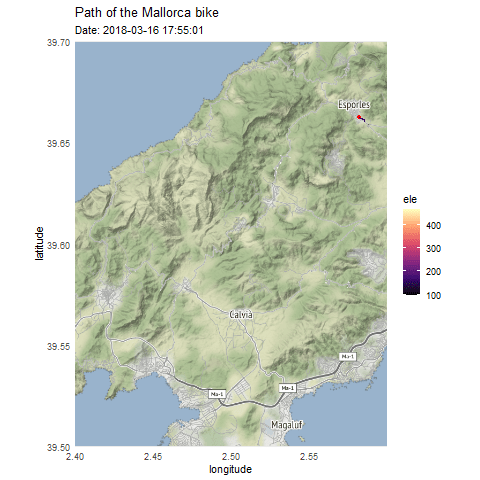 Path of the Mallorca bike
Date: 2018-03-16 17:55:01
39.70
Esporles
39.65
ele
400
300
200
100
39.60
latitude
Calvià
39.55
Ma-1
Ma-1
Ma-1
Magaluf
39.50
2.40
2.45
2.50
2.55
longitude